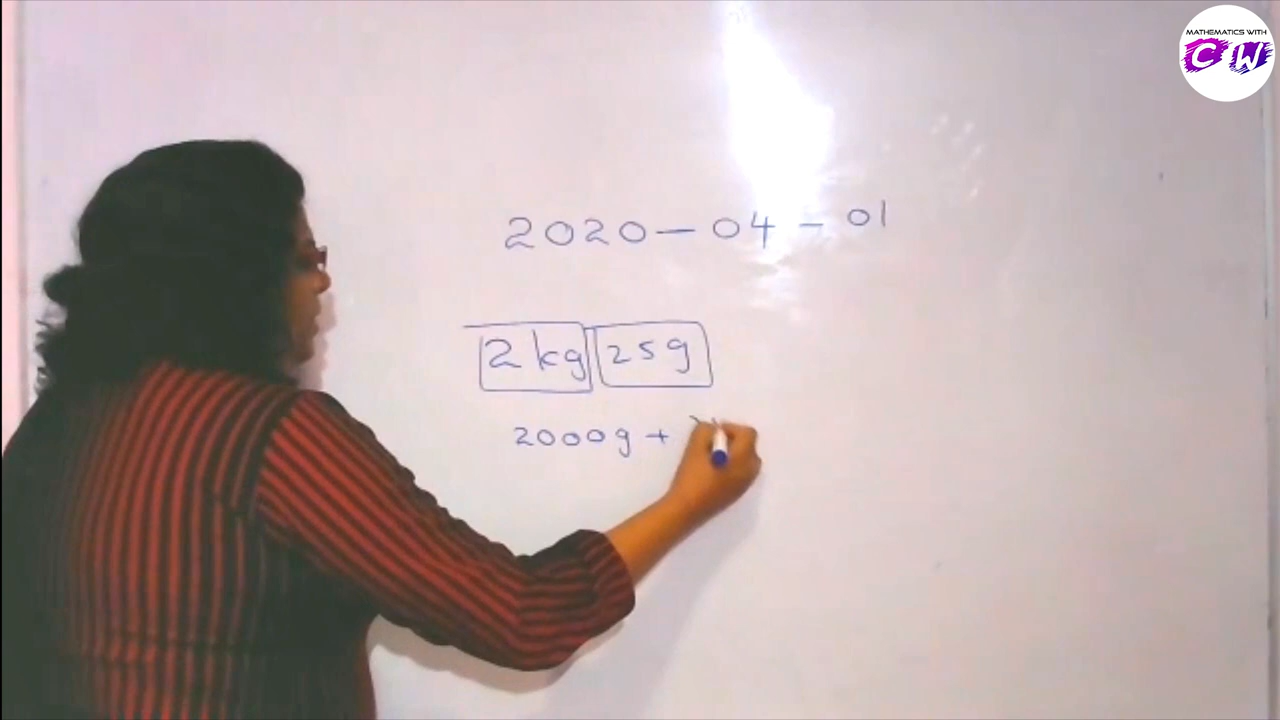 MATHEMATICS WITH
CW
2020-04-01
2kg 25g
2000g +